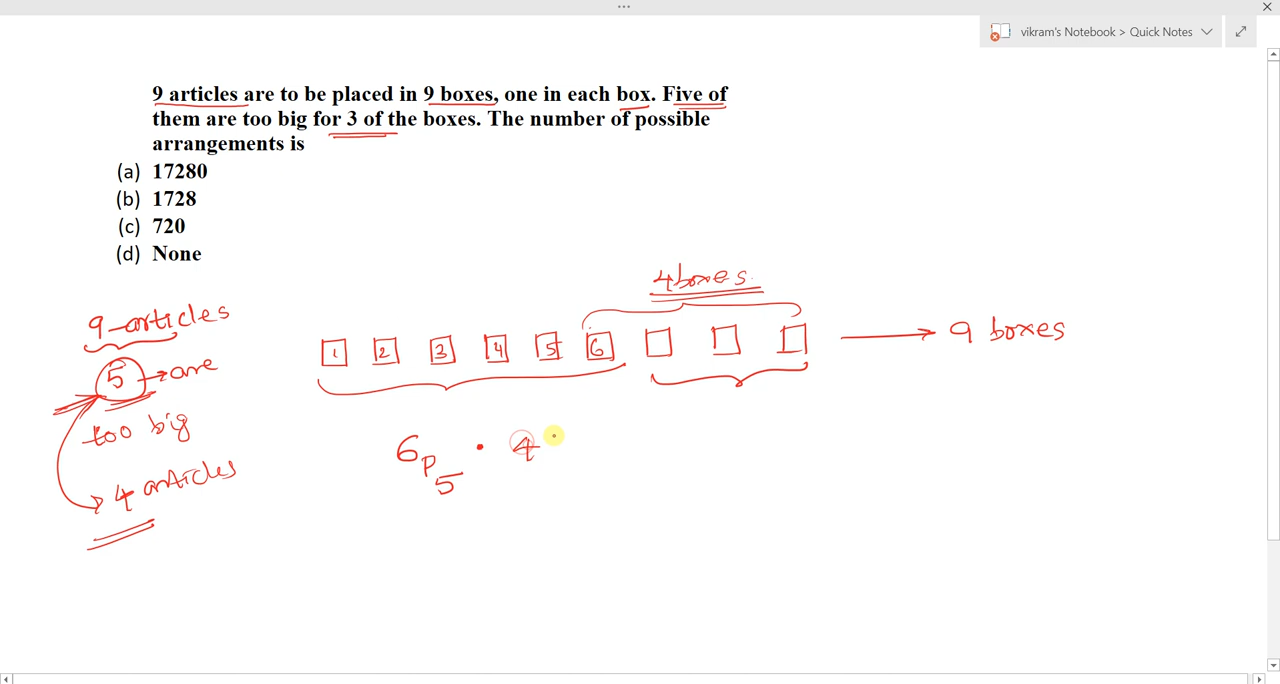 vikram's Notebook > Quick Notes
9 articles are to be placed in 9 boxes, one in each box. Five of
them are too big for 3 of the boxes. The number of possible
arrangements is
(a) 17280
(b) 1728
(c) 720
(d) None
4 boxes
9-articles
1 2 3 4 5 6
9 boxes
5 → are
too big
4 articles
6P5 . 4